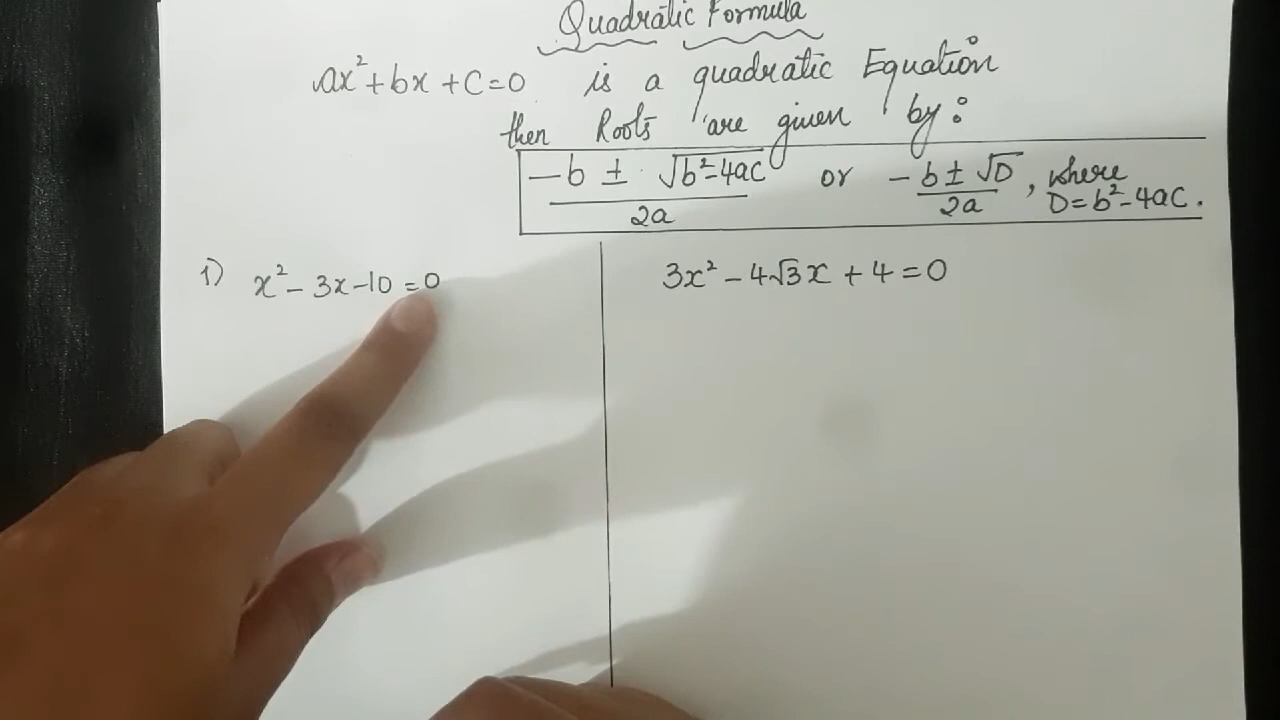 Quadratic Formula
ax²+bx+c=0 is a quadratic Equation
then Roots are given by:
-b ± √b²-4ac / 2a or -b ± √D / 2a, where D=b²-4ac.
1) x²-3x-10=0
3x²-4√3x+4=0